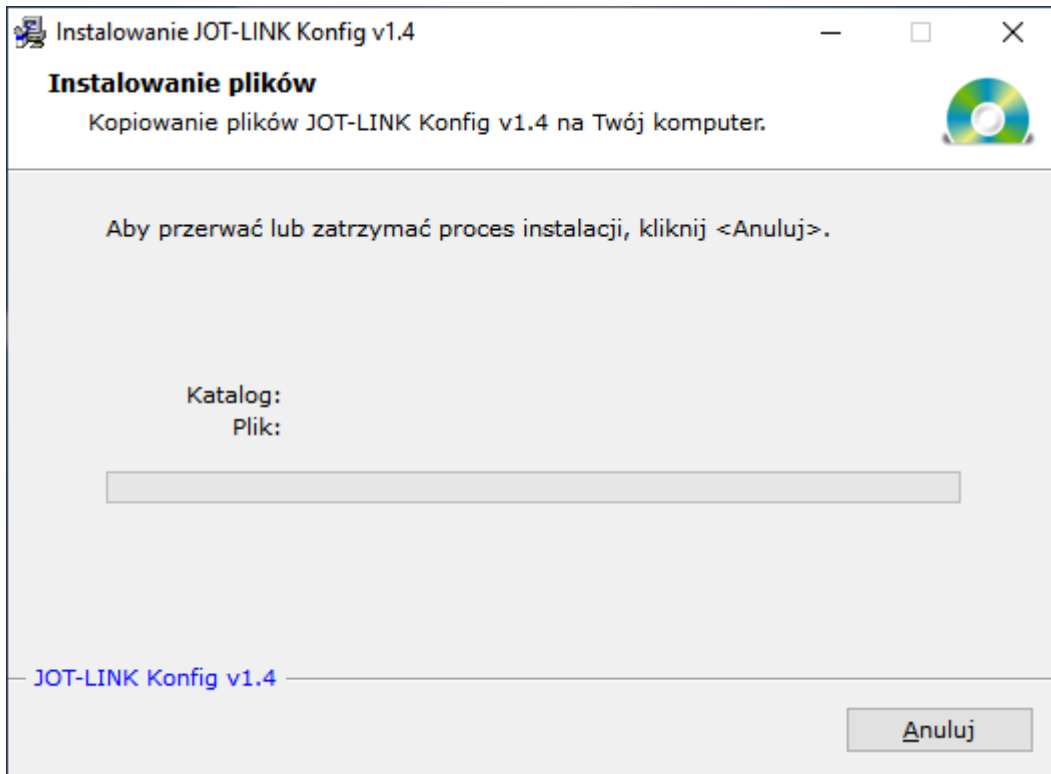 Instalowanie JOT-LINK Konfig v1.4
Instalowanie plików
Kopiowanie plików JOT-LINK Konfig v1.4 na Twój komputer.
Aby przerwać lub zatrzymać proces instalacji, kliknij <Anuluj>.
Katalog:
Plik:
JOT-LINK Konfig v1.4
Anuluj